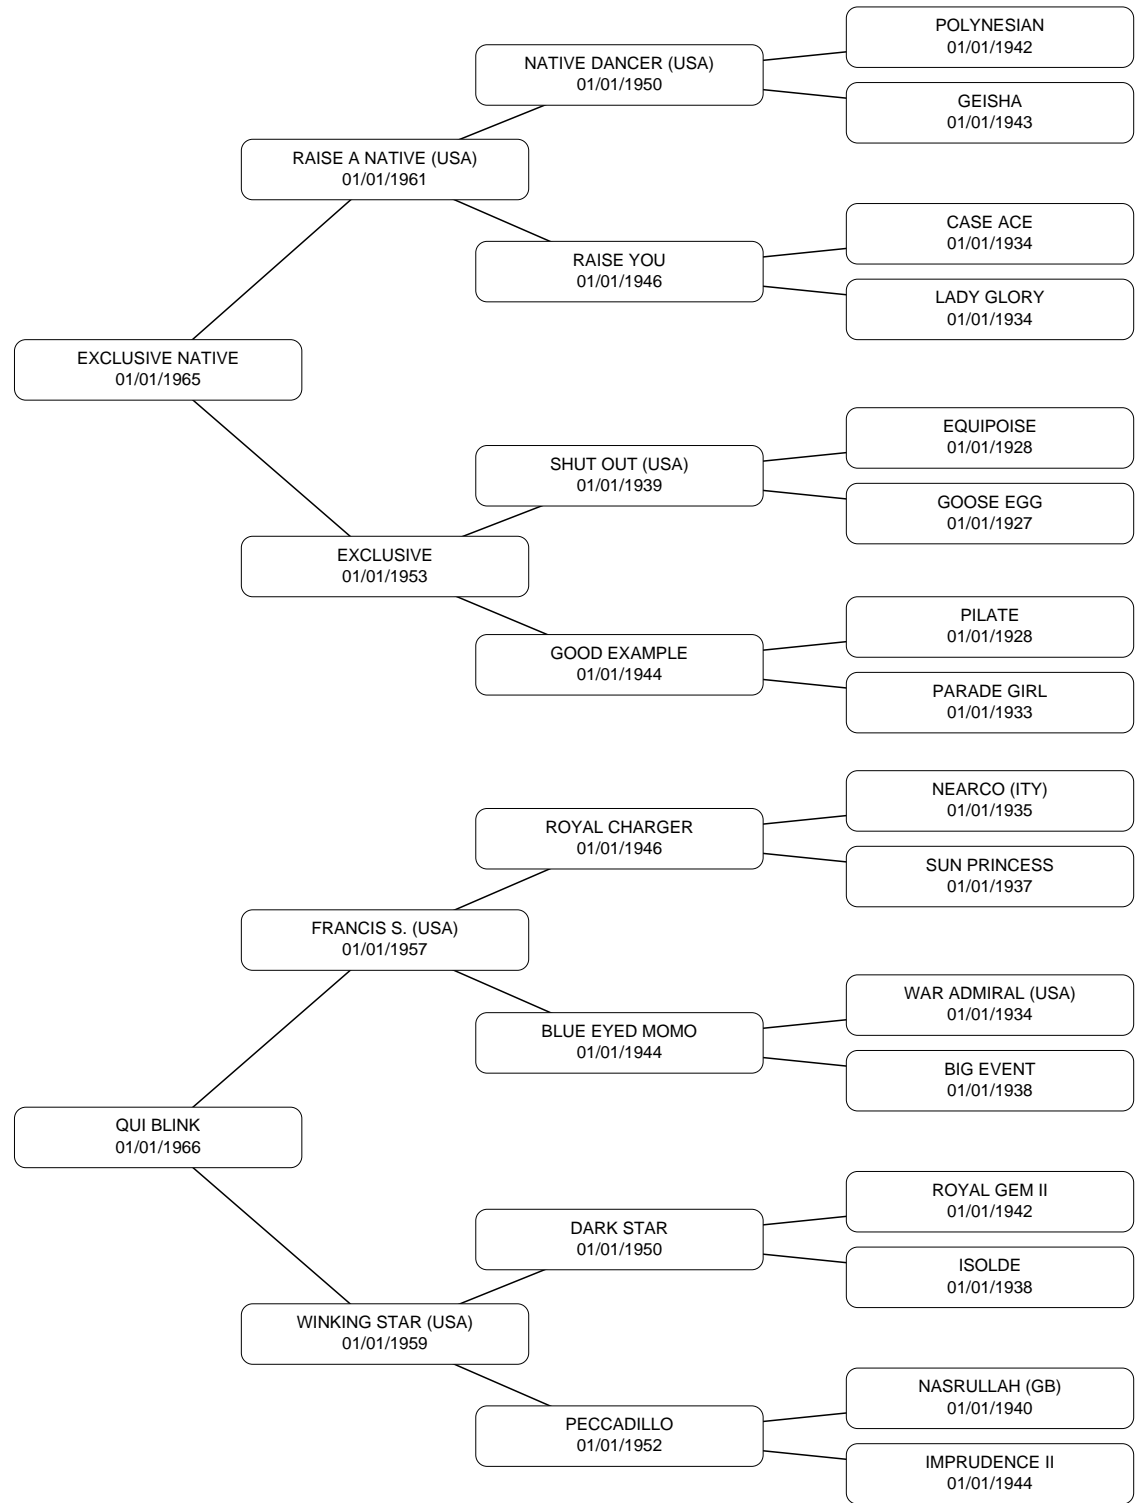 POLYNESIAN
01/01/1942
NATIVE DANCER (USA)
01/01/1950
GEISHA
01/01/1943
RAISE A NATIVE (USA)
01/01/1961
CASE ACE
01/01/1934
RAISE YOU
01/01/1946
LADY GLORY
01/01/1934
EXCLUSIVE NATIVE
01/01/1965
EQUIPOISE
01/01/1928
SHUT OUT (USA)
01/01/1939
GOOSE EGG
01/01/1927
EXCLUSIVE
01/01/1953
PILATE
01/01/1928
GOOD EXAMPLE
01/01/1944
PARADE GIRL
01/01/1933
NEARCO (ITY)
01/01/1935
ROYAL CHARGER
01/01/1946
SUN PRINCESS
01/01/1937
FRANCIS S. (USA)
01/01/1957
WAR ADMIRAL (USA)
01/01/1934
BLUE EYED MOMO
01/01/1944
BIG EVENT
01/01/1938
QUI BLINK
01/01/1966
ROYAL GEM II
01/01/1942
DARK STAR
01/01/1950
ISOLDE
01/01/1938
WINKING STAR (USA)
01/01/1959
NASRULLAH (GB)
01/01/1940
PECCADILLO
01/01/1952
IMPRUDENCE II
01/01/1944